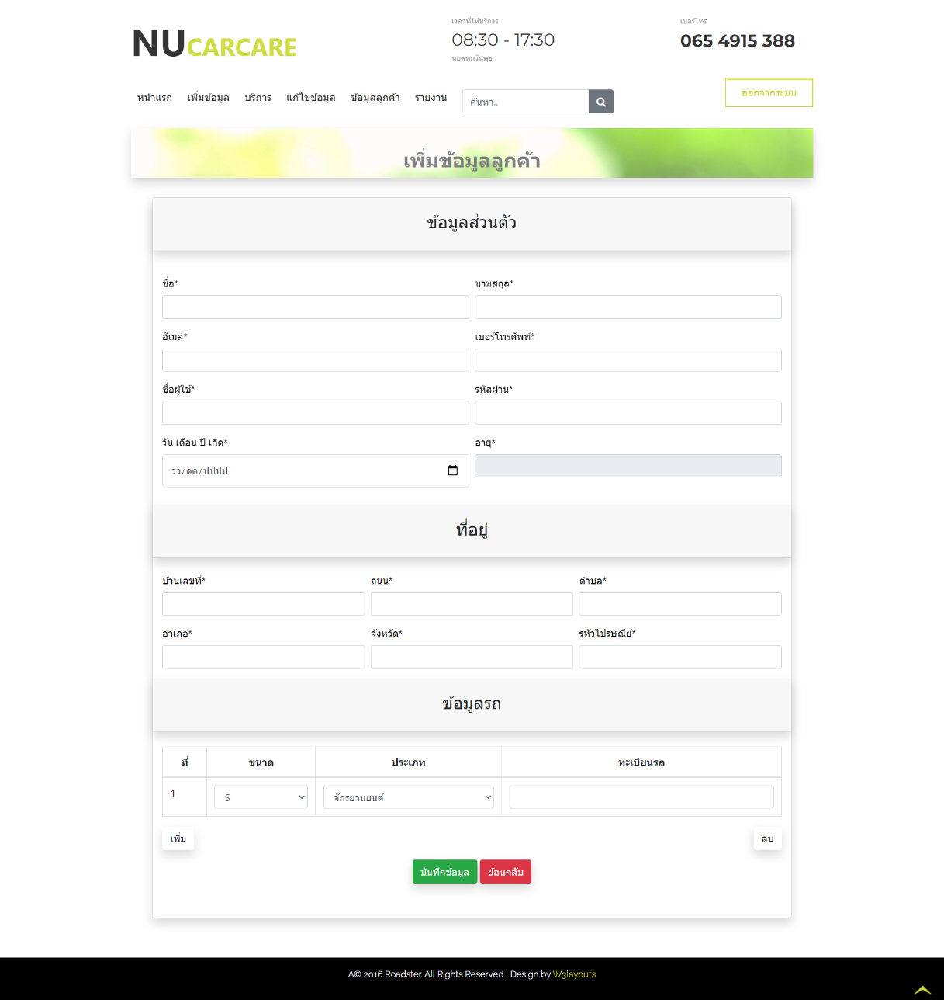 NUCARCARE
เวลาที่ให้บริการ
08:30 - 17:30
หยุดทุกวันพุธ
เบอร์โทร
065 4915 388
หน้าแรก เพิ่มข้อมูล บริการ แก้ไขข้อมูล ข้อมูลลูกค้า รายงาน ค้นหา.. ออกจากระบบ
เพิ่มข้อมูลลูกค้า
ข้อมูลส่วนตัว
ชื่อ* นามสกุล*
อีเมล* เบอร์โทรศัพท์*
ชื่อผู้ใช้* รหัสผ่าน*
วัน เดือน ปี เกิด* อายุ*
วว/ดด/ปปปป
ที่อยู่
บ้านเลขที่* ถนน* ตำบล*
อำเภอ* จังหวัด* รหัวไปรษณีย์*
ข้อมูลรถ
ที่ ขนาด ประเภท ทะเบียนรถ
1 S จักรยานยนต์
เพิ่ม ลบ
บันทึกข้อมูล ย้อนกลับ
Â© 2016 Roadster. All Rights Reserved | Design by W3layouts